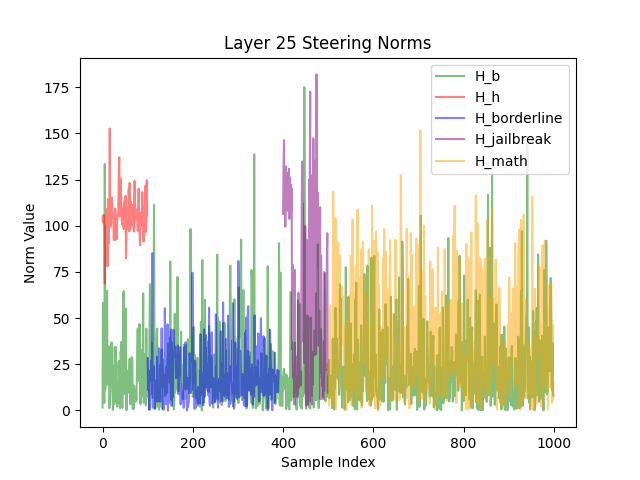 Layer 25 Steering Norms
H_b
H_h
H_borderline
H_jailbreak
H_math
Norm Value
175
150
125
100
75
50
25
0
0 200 400 600 800 1000
Sample Index